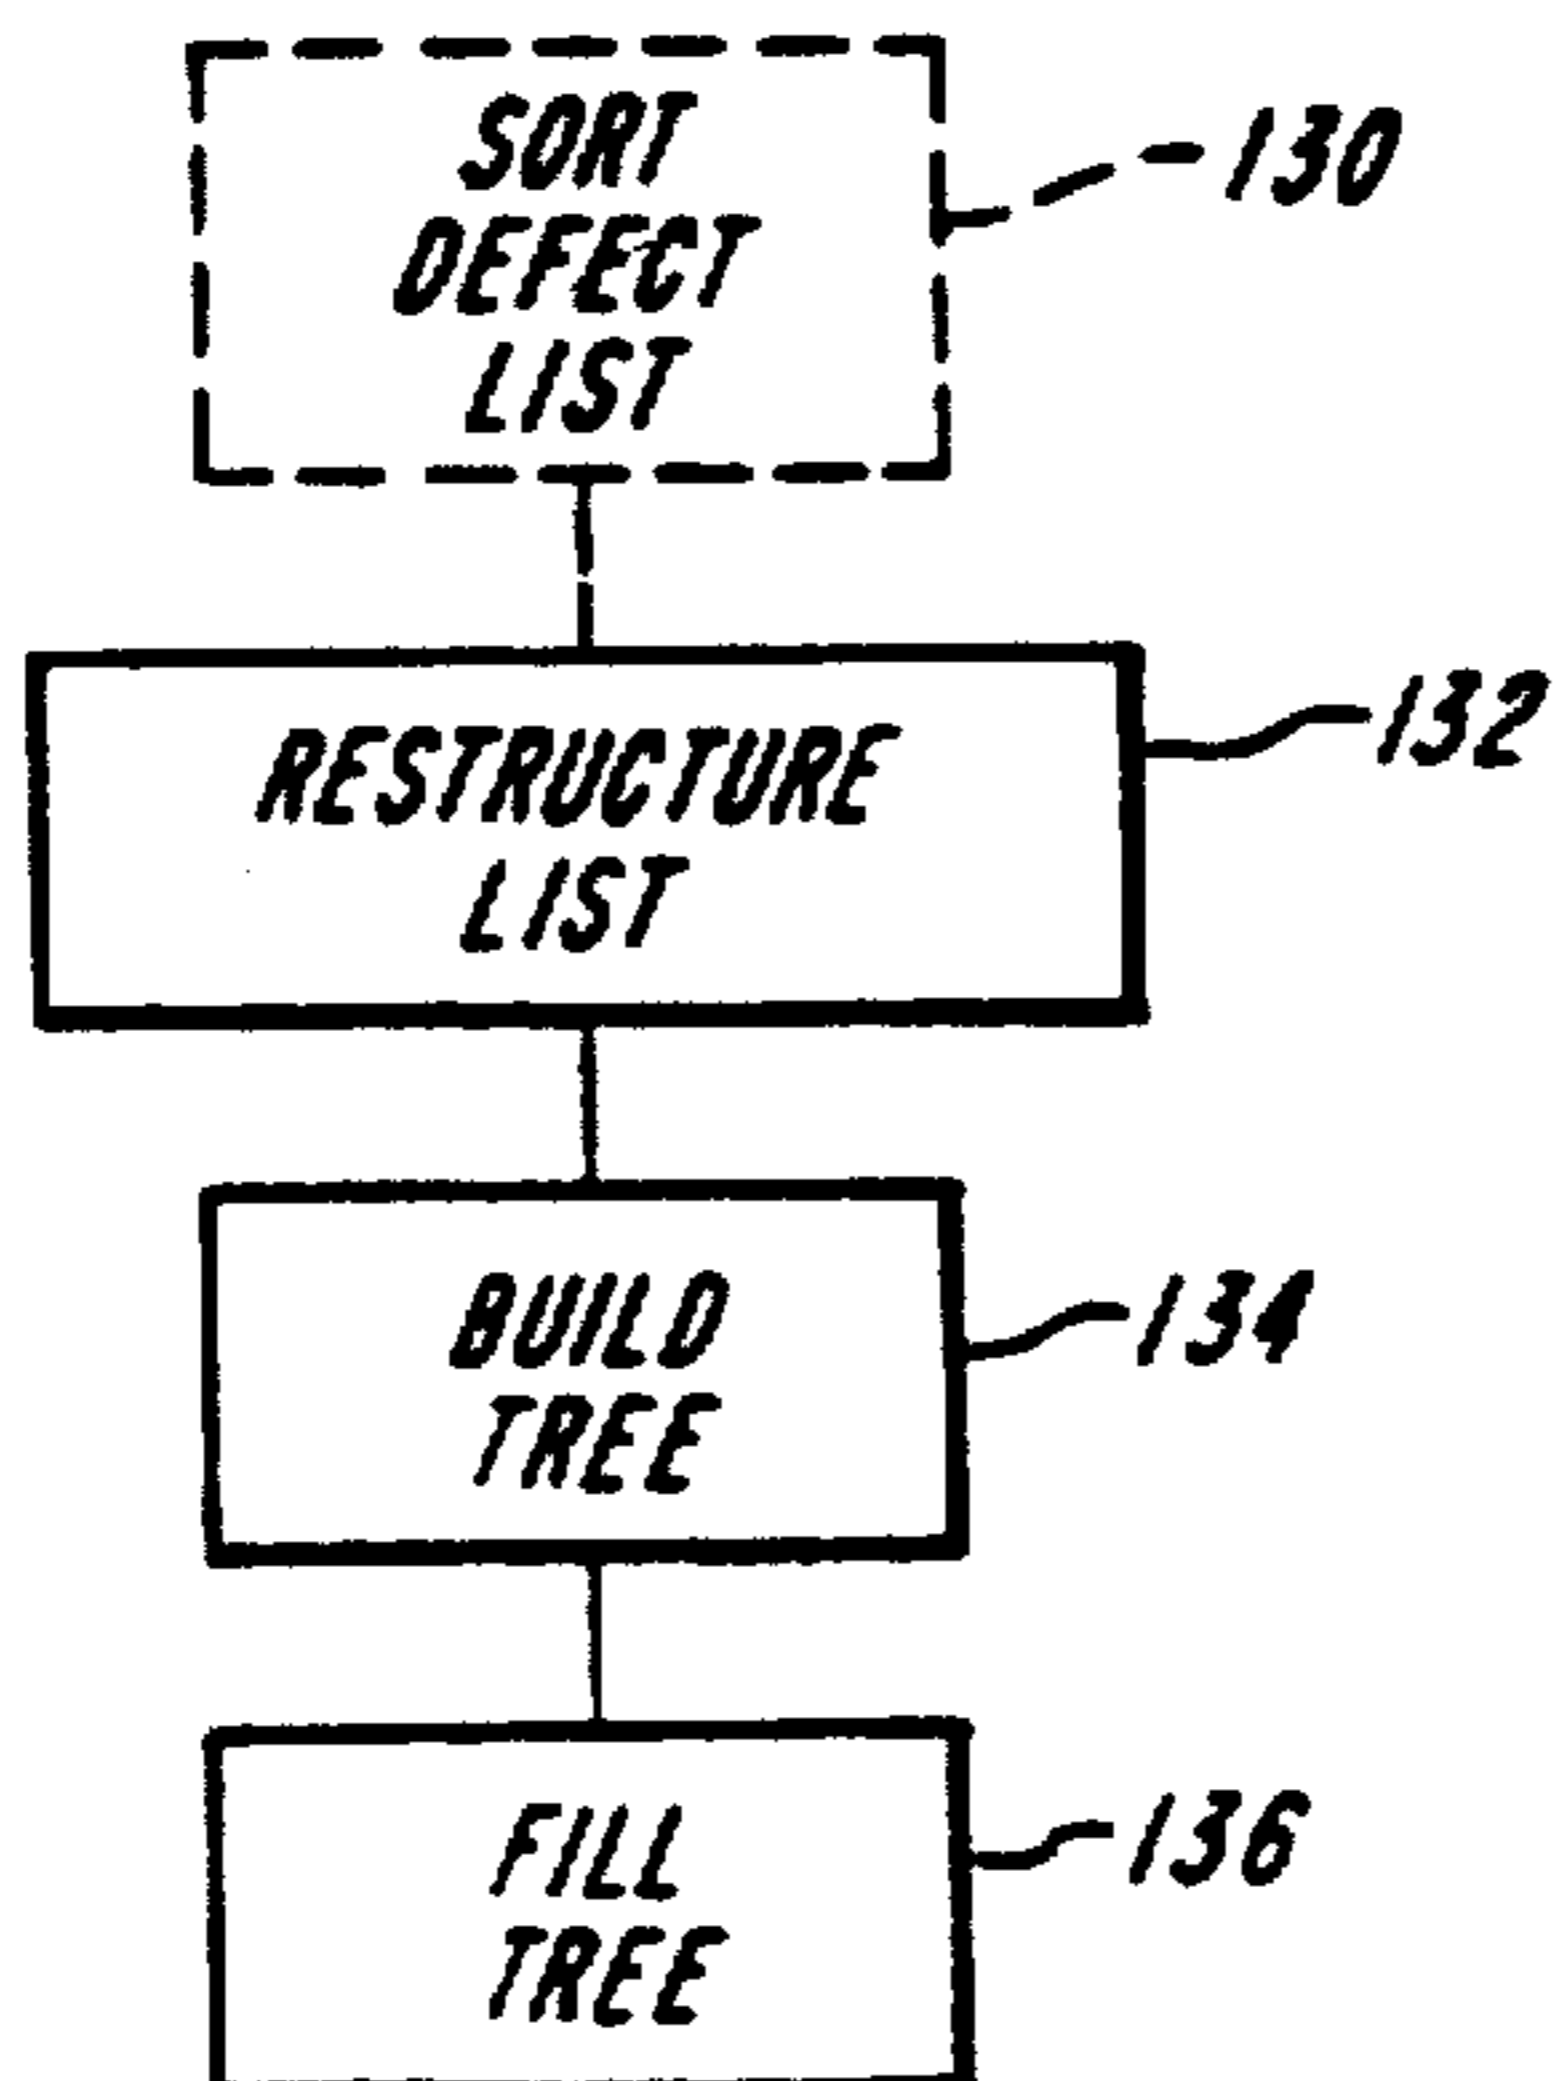 SORT
DEFECT
LIST
130
RESTRUCTURE
LIST
132
BUILD
TREE
134
FILL
TREE
136